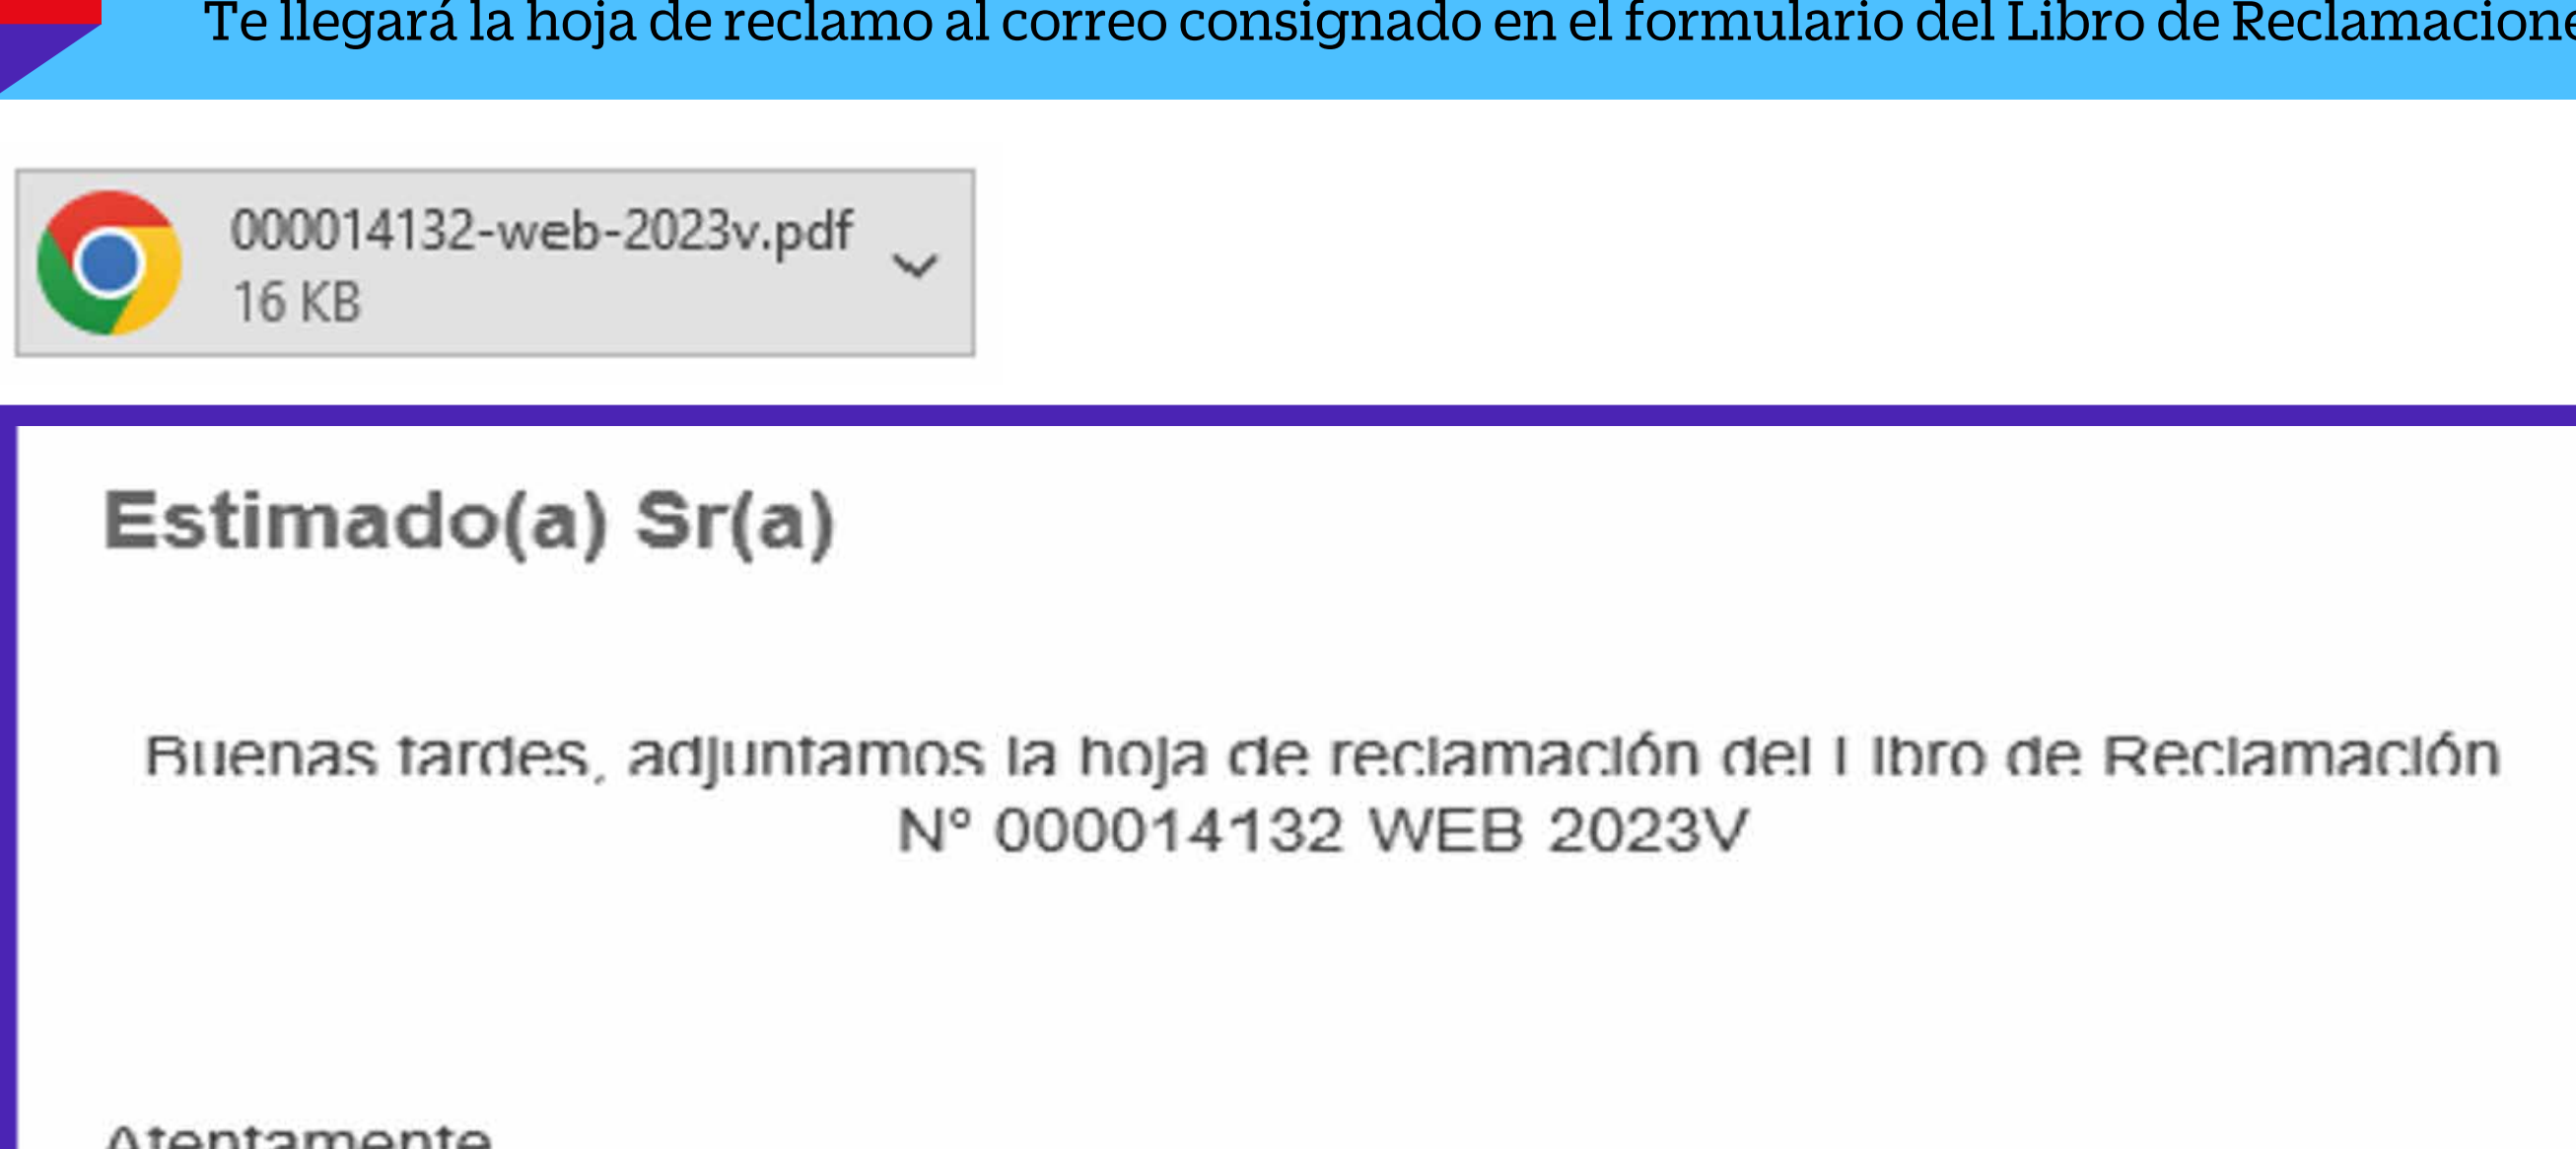 Te llegará la hoja de reclamo al correo consignado en el formulario del Libro de Reclamacione
000014132-web-2023v.pdf
16 KB
Estimado(a) Sr(a)
Buenas tardes, adjuntamos la hoja de reclamación del Libro de Reclamación
Nº 000014132 WEB 2023V
Atentamente